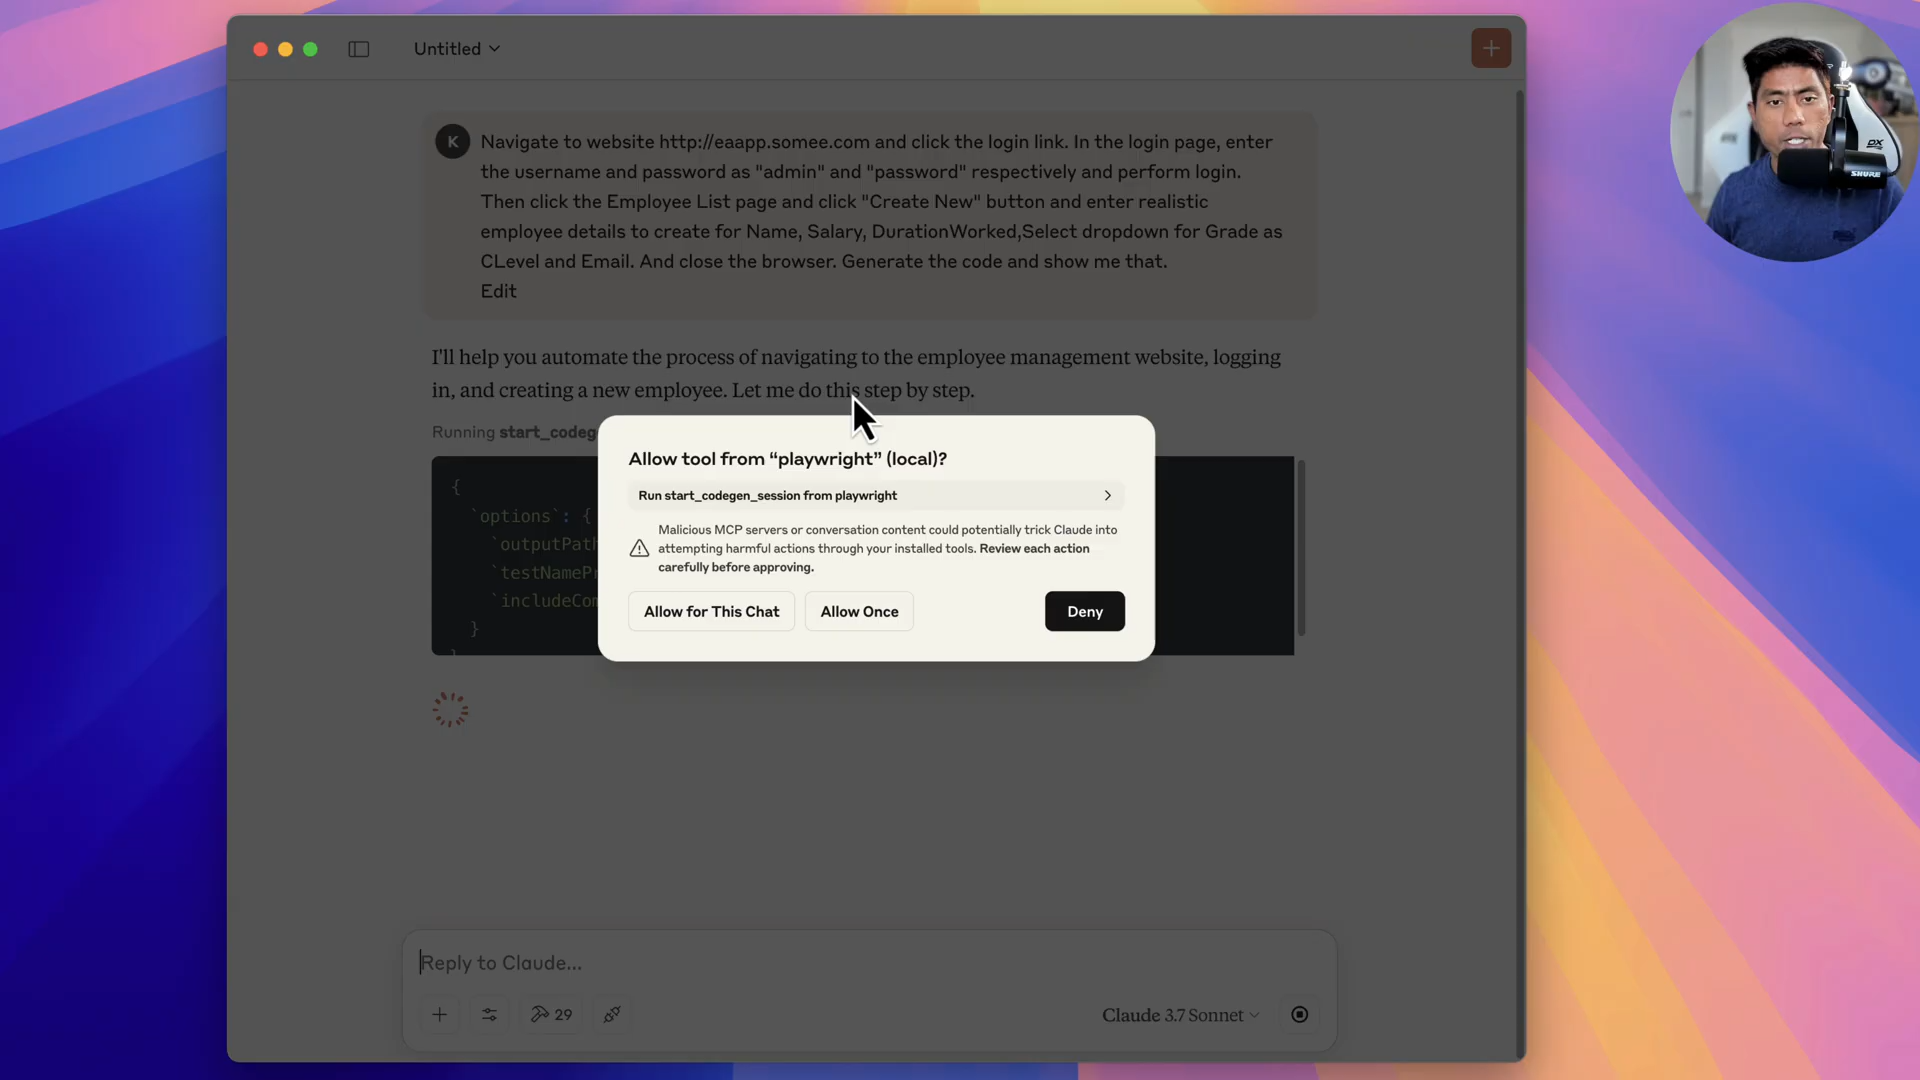 Untitled
K
Navigate to website http://eaapp.somee.com and click the login link. In the login page, enter
the username and password as "admin" and "password" respectively and perform login.
Then click the Employee List page and click "Create New" button and enter realistic
employee details to create for Name, Salary, DurationWorked,Select dropdown for Grade as
CLevel and Email. And close the browser. Generate the code and show me that.
Edit
I'll help you automate the process of navigating to the employee management website, logging
in, and creating a new employee. Let me do this step by step.
Running start_codeg
{
`options`: {
`outputPath
`testNamePr
`includeCom
}
}
Allow tool from “playwright” (local)?
Run start_codegen_session from playwright
Malicious MCP servers or conversation content could potentially trick Claude into
attempting harmful actions through your installed tools. Review each action
carefully before approving.
Allow for This Chat
Allow Once
Deny
Reply to Claude...
29
Claude 3.7 Sonnet
DX
SHURE